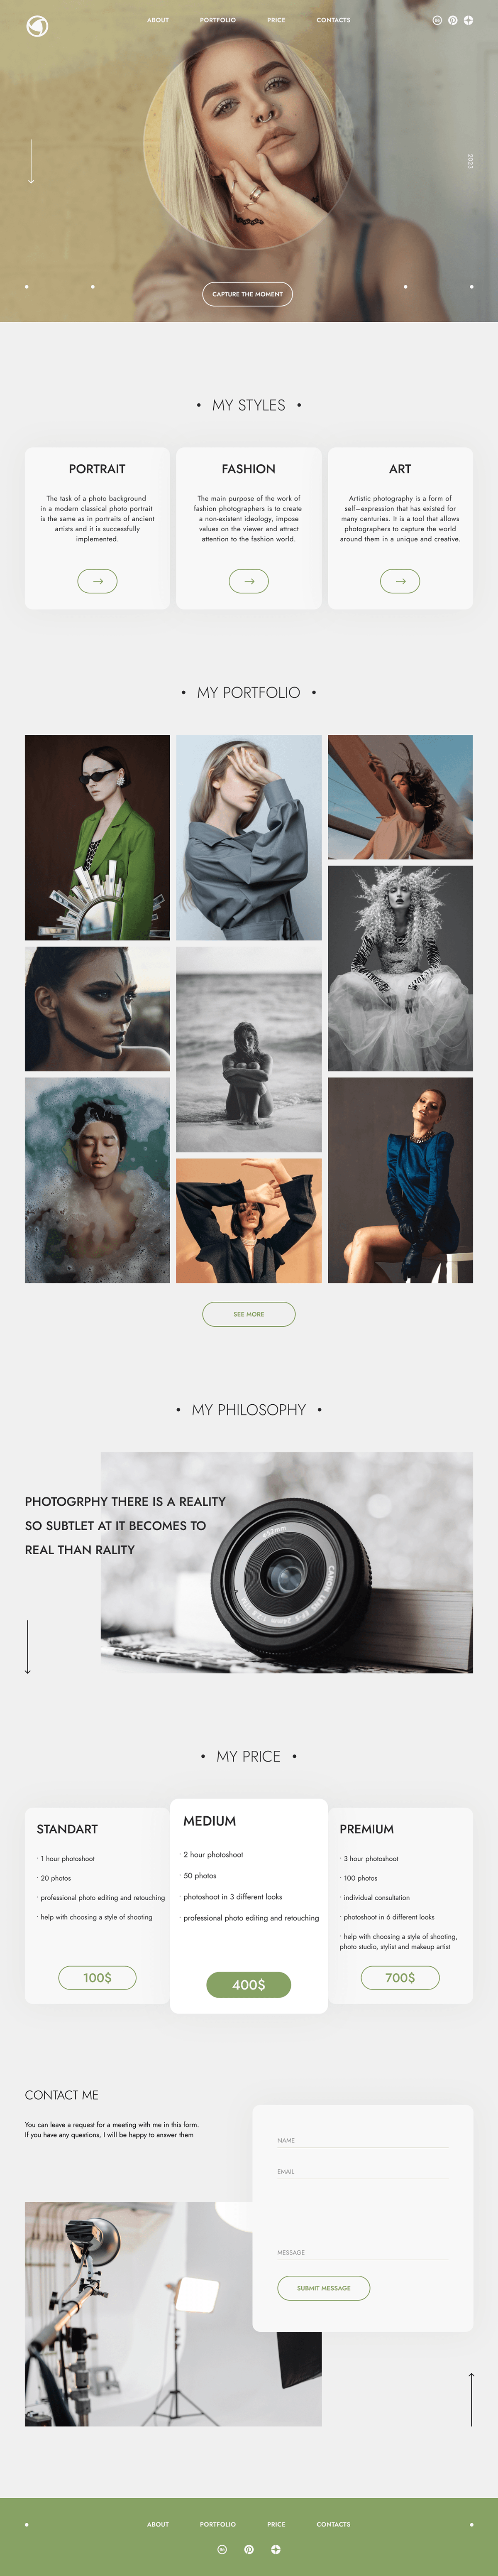 ABOUT
PORTFOLIO
PRICE
CONTACTS
2023
CAPTURE THE MOMENT
• MY STYLES •
PORTRAIT
The task of a photo background
in a modern classical photo portrait
is the same as in portraits of ancient
artists and it is successfully
implemented.
FASHION
The main purpose of the work of
fashion photographers is to create
a non-existent ideology, impose
values on the viewer and attract
attention to the fashion world.
ART
Artistic photography is a form of
self–expression that has existed for
many centuries. It is a tool that allows
photographers to capture the world
around them in a unique and creative.
• MY PORTFOLIO •
SEE MORE
• MY PHILOSOPHY •
PHOTOGRPHY THERE IS A REALITY
SO SUBTLET AT IT BECOMES TO
REAL THAN RALITY
• MY PRICE •
STANDART
· 1 hour photoshoot
· 20 photos
· professional photo editing and retouching
· help with choosing a style of shooting
100$
MEDIUM
· 2 hour photoshoot
· 50 photos
· photoshoot in 3 different looks
· professional photo editing and retouching
400$
PREMIUM
· 3 hour photoshoot
· 100 photos
· individual consultation
· photoshoot in 6 different looks
· help with choosing a style of shooting,
photo studio, stylist and makeup artist
700$
CONTACT ME
You can leave a request for a meeting with me in this form.
If you have any questions, I will be happy to answer them
NAME
EMAIL
MESSAGE
SUBMIT MESSAGE
ABOUT
PORTFOLIO
PRICE
CONTACTS